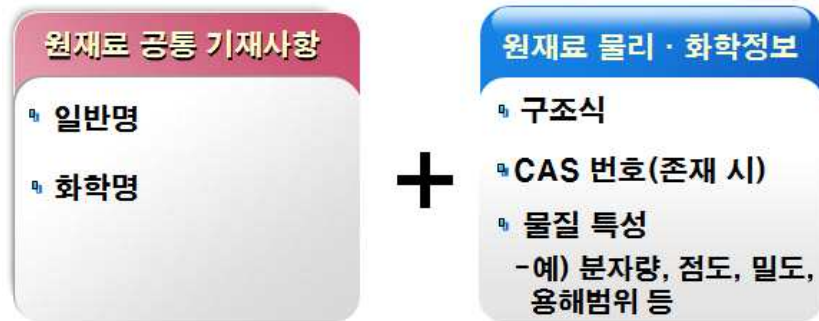 원재료 공통 기재사항
일반명
화학명
+
원재료 물리 · 화학정보
구조식
CAS 번호(존재 시)
물질 특성
-예) 분자량, 점도, 밀도,
용해범위 등